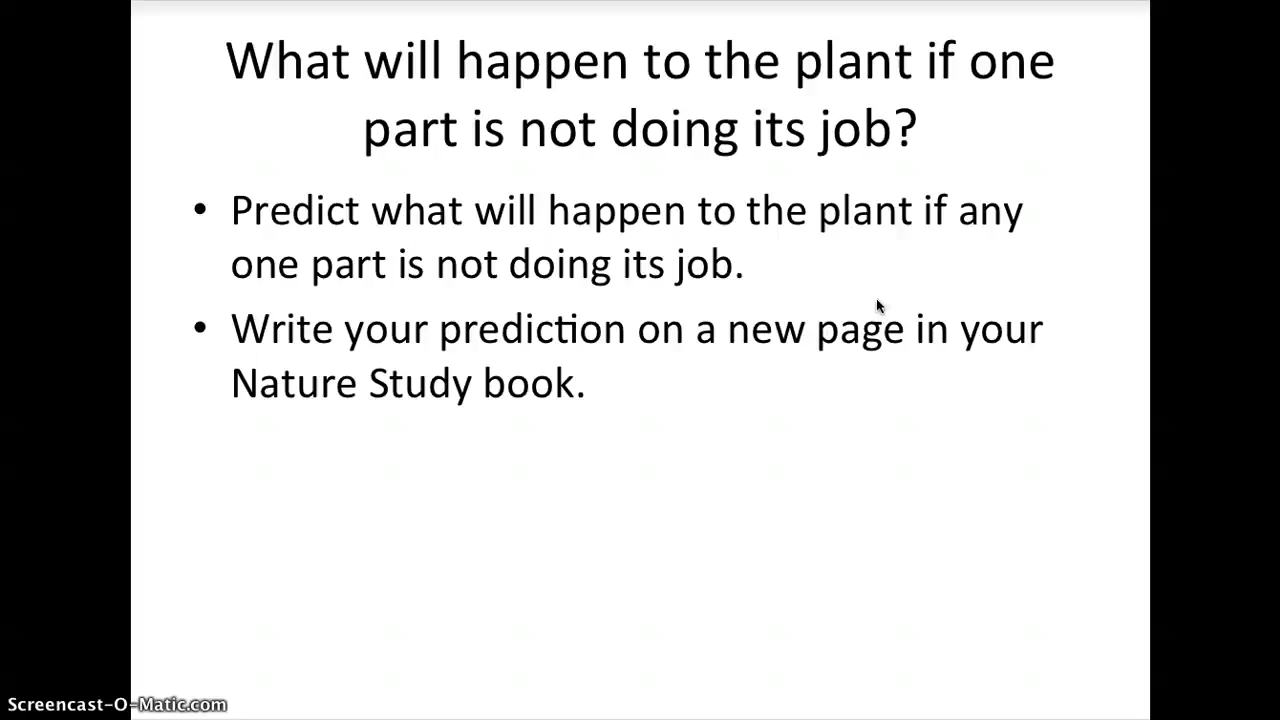 What will happen to the plant if one
part is not doing its job?
• Predict what will happen to the plant if any
one part is not doing its job.
• Write your prediction on a new page in your
Nature Study book.
Screencast-O-Matic.com